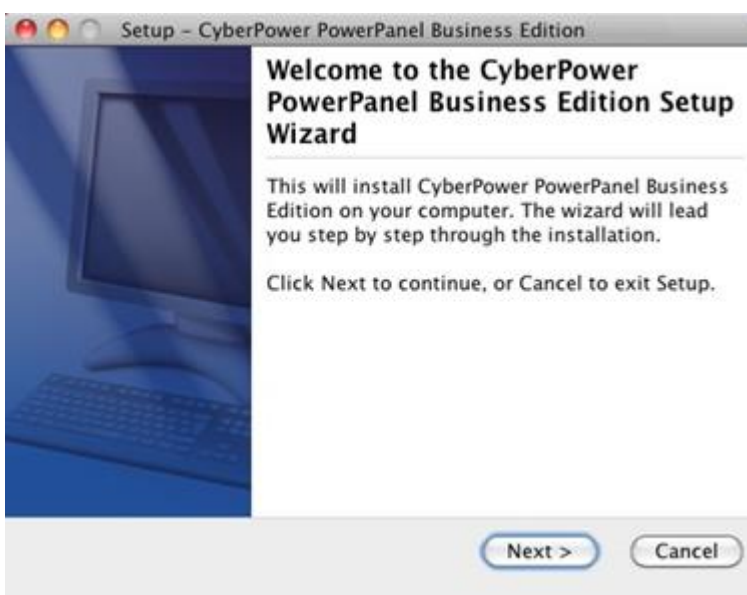 Setup – CyberPower PowerPanel Business Edition
Welcome to the CyberPower
PowerPanel Business Edition Setup
Wizard
This will install CyberPower PowerPanel Business
Edition on your computer. The wizard will lead
you step by step through the installation.
Click Next to continue, or Cancel to exit Setup.
Next >
Cancel